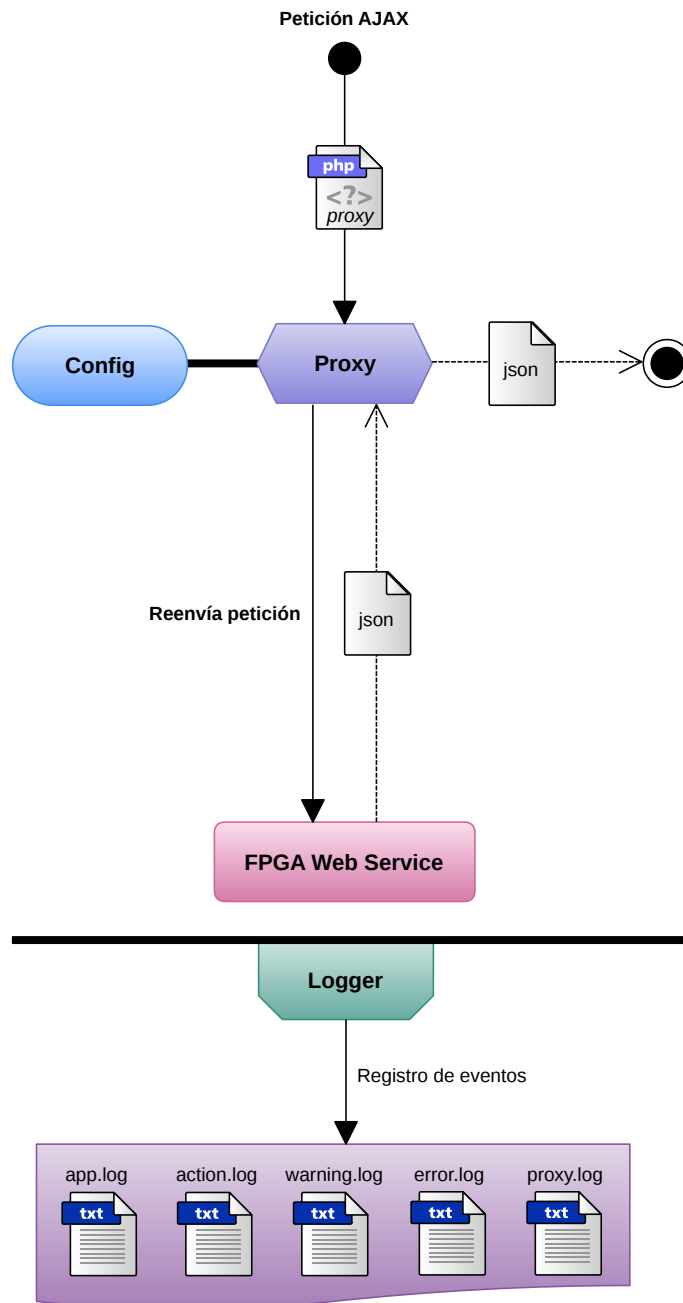 Petición AJAX
php
<?>
proxy
Config
Proxy
json
Reenvía petición
json
FPGA Web Service
Logger
Registro de eventos
app.log action.log warning.log error.log proxy.log
txt txt txt txt txt